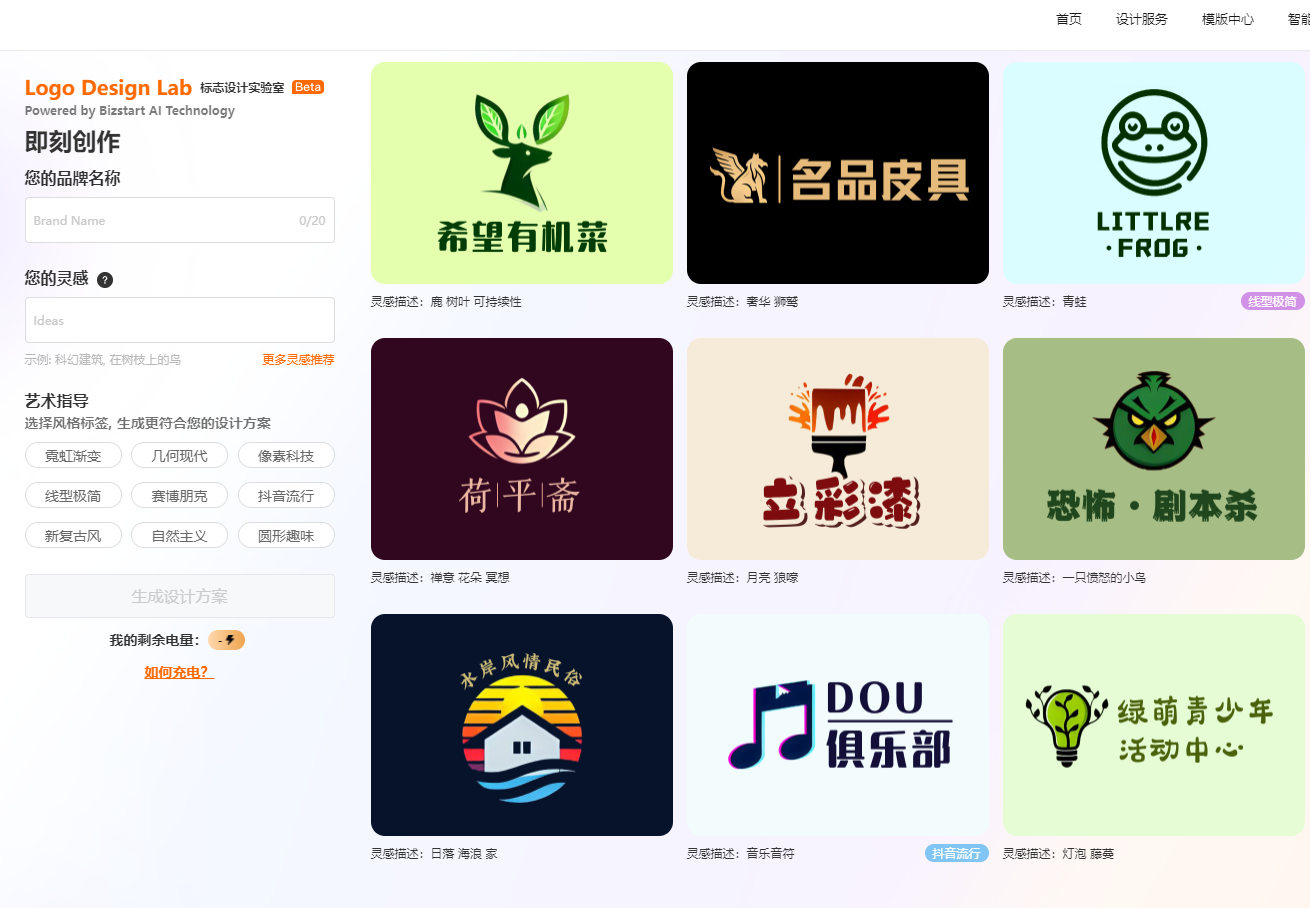 首页 设计服务 模版中心 智能
Logo Design Lab 标志设计实验室 Beta
Powered by Bizstart AI Technology
即刻创作
您的品牌名称
Brand Name 0/20
您的灵感 ?
Ideas
示例: 科幻建筑, 在树枝上的鸟 更多灵感推荐
艺术指导
选择风格标签, 生成更符合您的设计方案
霓虹渐变 几何现代 像素科技
线型极简 赛博朋克 抖音流行
新复古风 自然主义 圆形趣味
生成设计方案
我的剩余电量: -
如何充电?
希望有机菜
灵感描述: 鹿 树叶 可持续性
名品皮具
灵感描述: 奢华 狮鹫
LITTLRE
·FROG·
灵感描述: 青蛙 线型极简
荷|平|斋
灵感描述: 禅意 花朵 冥想
立彩漆
灵感描述: 月亮 狼嚎
恐怖·剧本杀
灵感描述: 一只愤怒的小鸟
水岸风情民俗
灵感描述: 日落 海浪 家
DOU
俱乐部
灵感描述: 音乐音符 抖音流行
绿萌青少年
活动中心
灵感描述: 灯泡 藤蔓